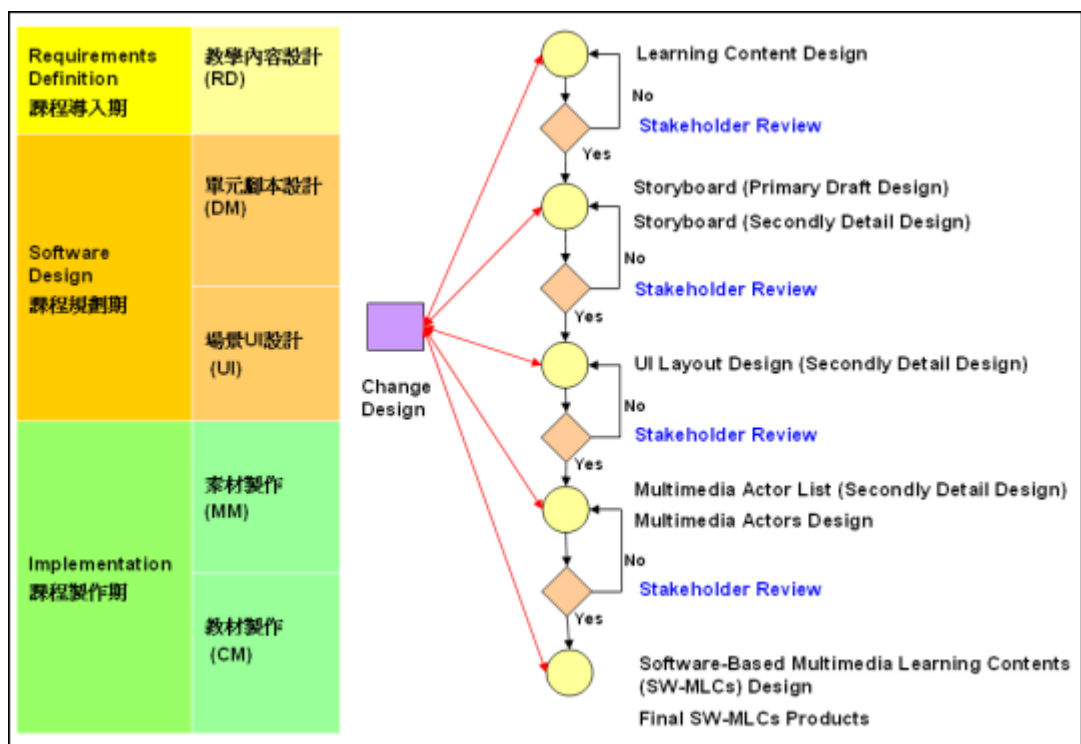 Requirements
Definition
課程導入期
教學內容設計
(RD)
Software
Design
課程規劃期
單元腳本設計
(DM)
場景UI設計
(UI)
Implementation
課程製作期
素材製作
(MM)
教材製作
(CM)
Change
Design
Learning Content Design
No
Stakeholder Review
Yes
Storyboard (Primary Draft Design)
Storyboard (Secondly Detail Design)
No
Stakeholder Review
Yes
UI Layout Design (Secondly Detail Design)
No
Stakeholder Review
Yes
Multimedia Actor List (Secondly Detail Design)
Multimedia Actors Design
No
Stakeholder Review
Yes
Software-Based Multimedia Learning Contents
(SW-MLCs) Design
Final SW-MLCs Products